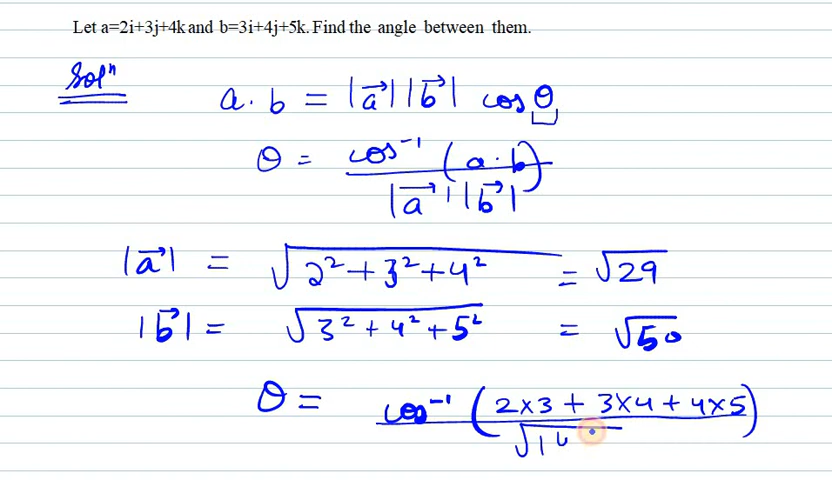 Let a=2i+3j+4k and b=3i+4j+5k. Find the angle between them.
Solⁿ
a · b = |a⃗| |b⃗| cos θ
θ = cos⁻¹ (a · b) / |a⃗| |b⃗|
|a⃗| = √(2² + 3² + 4²) = √29
|b⃗| = √(3² + 4² + 5²) = √50
θ = cos⁻¹ (2×3 + 3×4 + 4×5) / √14